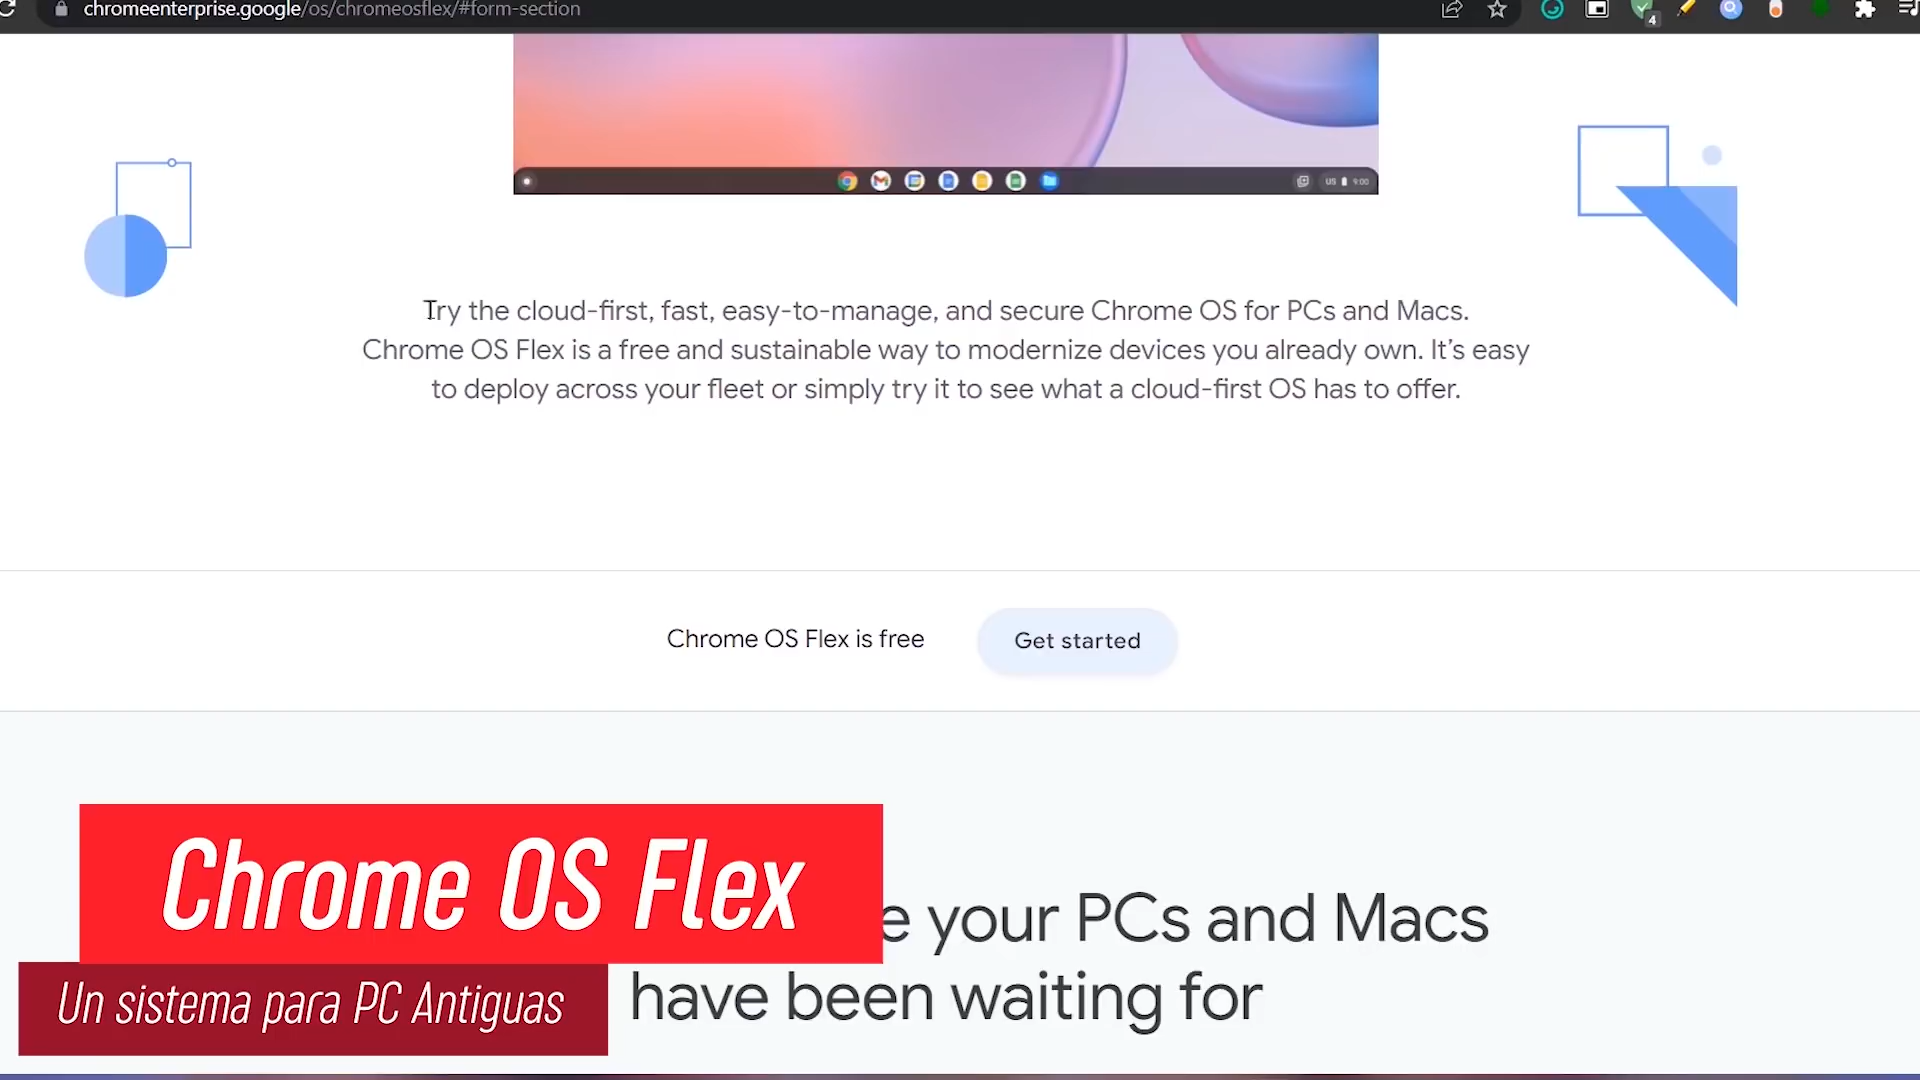 chromeenterprise.google/os/chromeosflex/#form-section
4
US 9:00
Try the cloud-first, fast, easy-to-manage, and secure Chrome OS for PCs and Macs.
Chrome OS Flex is a free and sustainable way to modernize devices you already own. It’s easy
to deploy across your fleet or simply try it to see what a cloud-first OS has to offer.
Chrome OS Flex is free
Get started
Chrome OS Flex
your PCs and Macs
Un sistema para PC Antiguas
have been waiting for